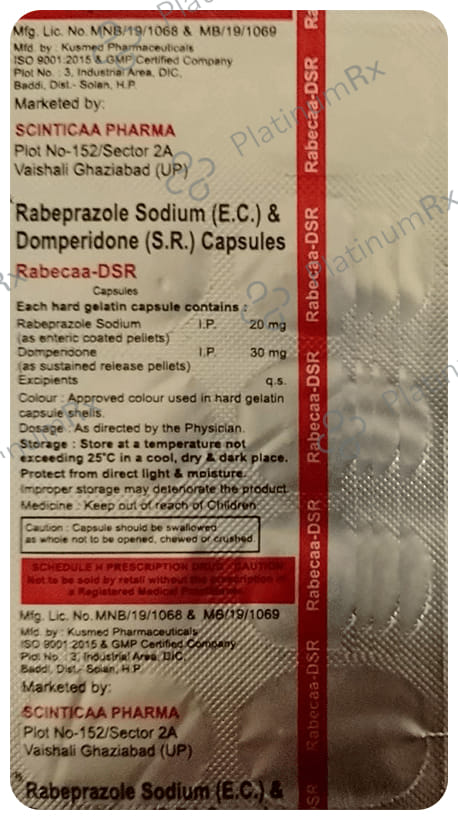 Mfg. Lic. No. MNB/19/1068 & MB/19/1069
Mfd. by : Kusmed Pharmaceuticals
ISO 9001:2015 & GMP Certified Company
Plot No. : 3, Industrial Area, DIC,
Baddi, Dist.- Solan, H.P.
Marketed by:
SCINTICAA PHARMA
Plot No-152/Sector 2A
Vaishali Ghaziabad (UP)
Rabeprazole Sodium (E.C.) &
Domperidone (S.R.) Capsules
Rabecaa-DSR
Capsules
Each hard gelatin capsule contains :
Rabeprazole Sodium I.P. 20 mg
(as enteric coated pellets)
Domperidone I.P. 30 mg
(as sustained release pellets)
Excipients q.s.
Colour : Approved colour used in hard gelatin
capsule shells.
Dosage : As directed by the Physician.
Storage : Store at a temperature not
exceeding 25°C in a cool, dry & dark place.
Protect from direct light & moisture.
Improper storage may deteriorate the product.
Medicine : Keep out of reach of Children
Caution : Capsule should be swallowed
as whole not to be opened, chewed or crushed.
SCHEDULE H PRESCRIPTION DRUG - CAUTION
Not to be sold by retail without the prescription of
a Registered Medical Practitioner.
Mfg. Lic. No. MNB/19/1068 & MB/19/1069
Mfd. by : Kusmed Pharmaceuticals
ISO 9001:2015 & GMP Certified Company
Plot No. : 3, Industrial Area, DIC,
Baddi, Dist.- Solan, H.P.
Marketed by:
SCINTICAA PHARMA
Plot No-152/Sector 2A
Vaishali Ghaziabad (UP)
Rabeprazole Sodium (E.C.) &
Rabecaa-DSR
Rabecaa-DSR
Rabecaa-DSR
Rabecaa-DSR
Rabecaa-DSR
SR
PlatinumRx
PlatinumRx